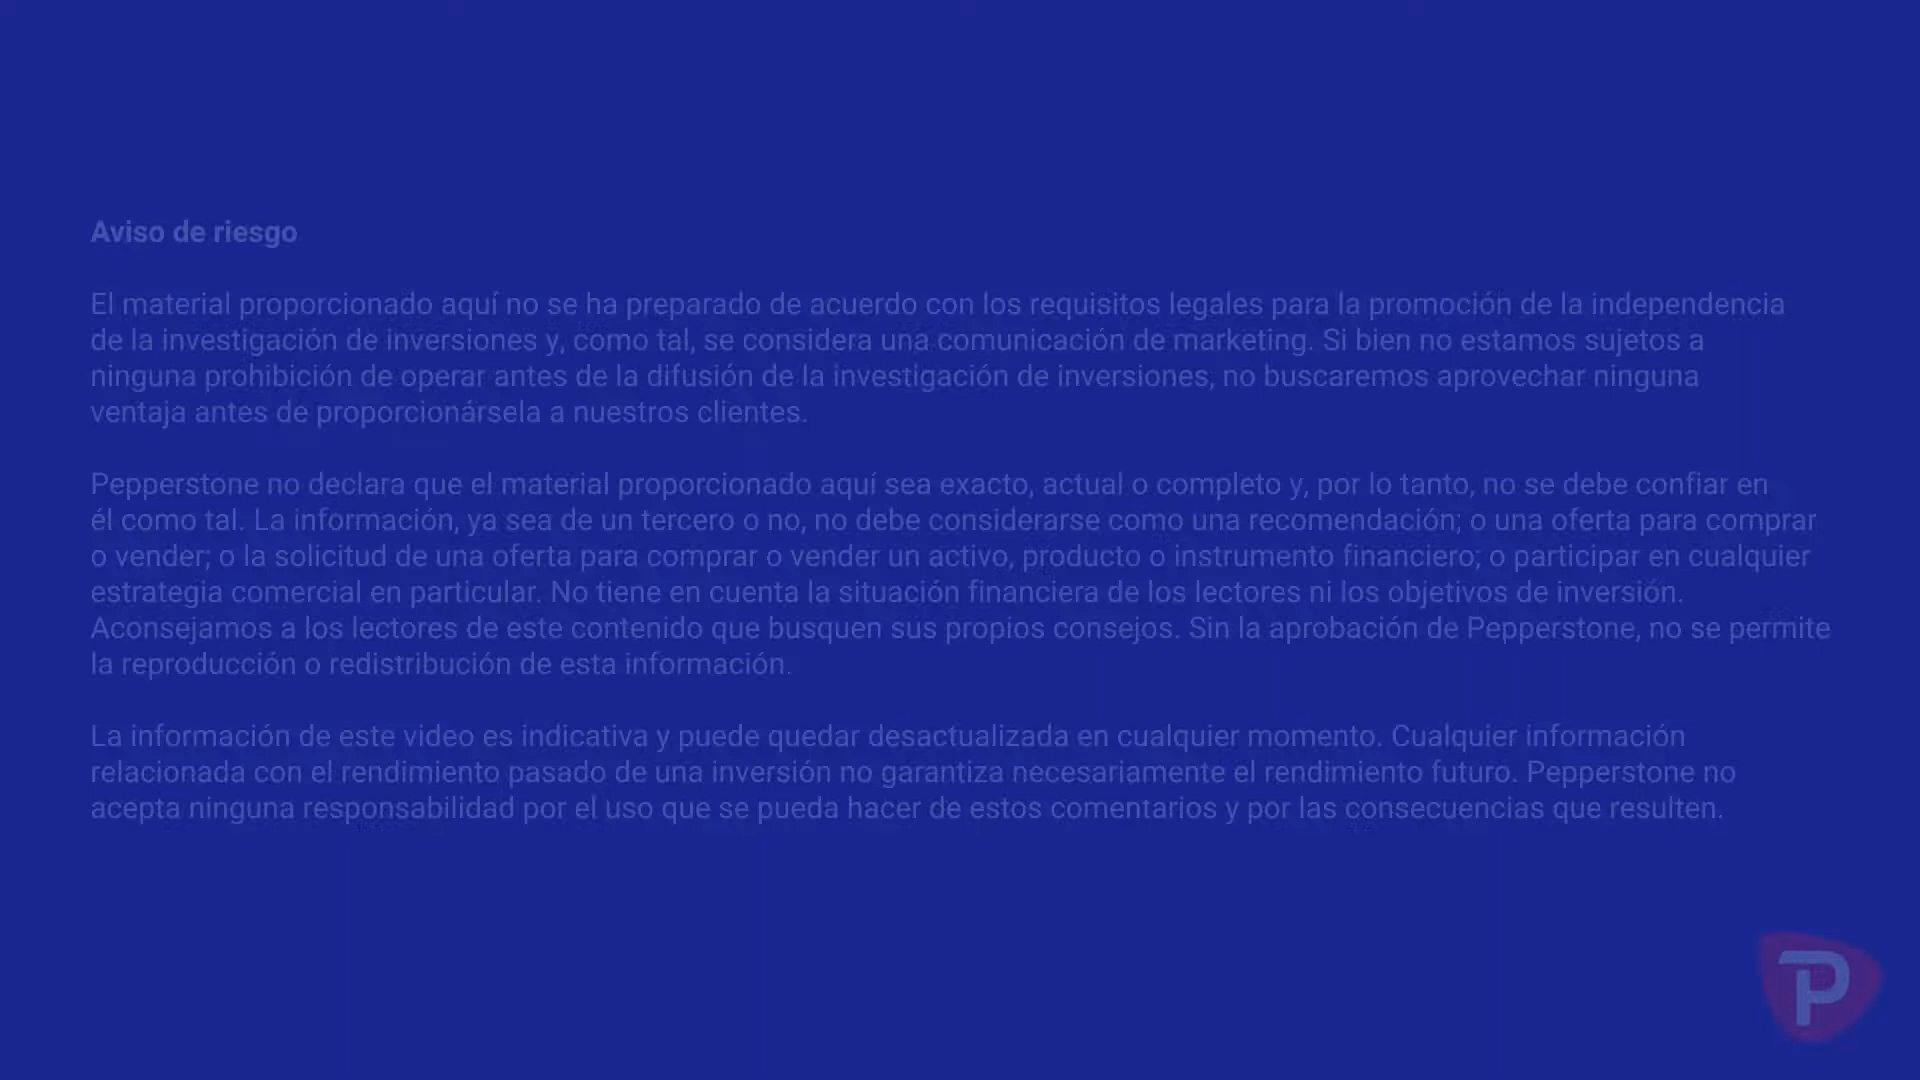 Aviso de riesgo
El material proporcionado aquí no se ha preparado de acuerdo con los requisitos legales para la promoción de la independencia
de la investigación de inversiones y, como tal, se considera una comunicación de marketing. Si bien no estamos sujetos a
ninguna prohibición de operar antes de la difusión de la investigación de inversiones, no buscaremos aprovechar ninguna
ventaja antes de proporcionársela a nuestros clientes.
Pepperstone no declara que el material proporcionado aquí sea exacto, actual o completo y, por lo tanto, no se debe confiar en
él como tal. La información, ya sea de un tercero o no, no debe considerarse como una recomendación; o una oferta para comprar
o vender; o la solicitud de una oferta para comprar o vender un activo, producto o instrumento financiero; o participar en cualquier
estrategia comercial en particular. No tiene en cuenta la situación financiera de los lectores ni los objetivos de inversión.
Aconsejamos a los lectores de este contenido que busquen sus propios consejos. Sin la aprobación de Pepperstone, no se permite
la reproducción o redistribución de esta información.
La información de este video es indicativa y puede quedar desactualizada en cualquier momento. Cualquier información
relacionada con el rendimiento pasado de una inversión no garantiza necesariamente el rendimiento futuro. Pepperstone no
acepta ninguna responsabilidad por el uso que se pueda hacer de estos comentarios y por las consecuencias que resulten.
P